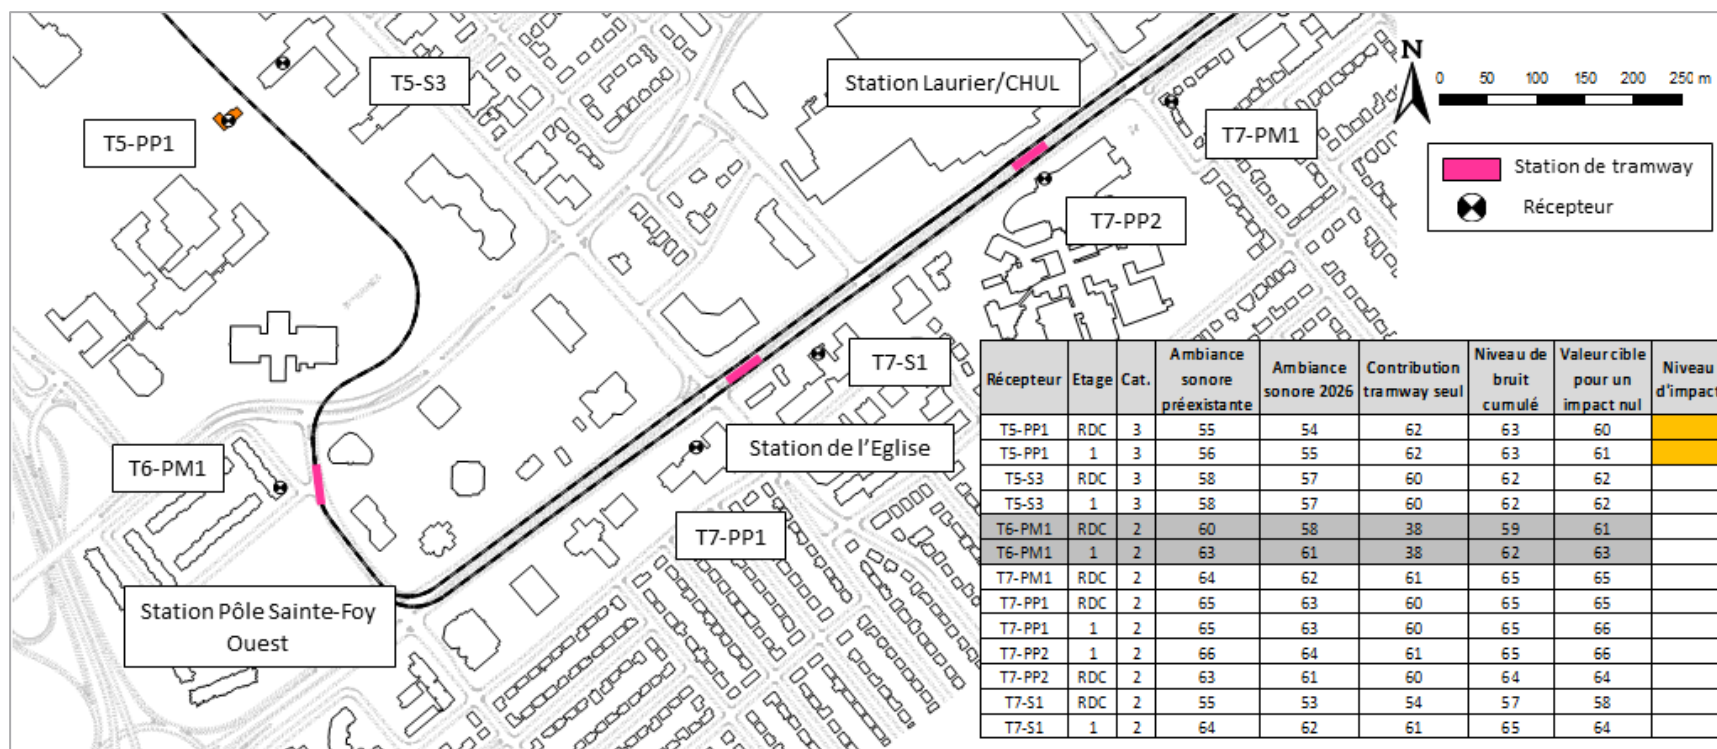 T5-S3
T5-PP1
Station Laurier/CHUL
T7-PM1
T7-PP2
N
0 50 100 150 200 250 m
Station de tramway
Récepteur
T7-S1
Station de l'Eglise
T6-PM1
T7-PP1
Station Pôle Sainte-Foy
Ouest
Récepteur Etage Cat. Ambiance sonore préexistante Ambiance sonore 2026 Contribution tramway seul Niveau de bruit cumulé Valeur cible pour un impact nul Niveau d'impact
T5-PP1 RDC 3 55 54 62 63 60
T5-PP1 1 3 56 55 62 63 61
T5-S3 RDC 3 58 57 60 62 62
T5-S3 1 3 58 57 60 62 62
T6-PM1 RDC 2 60 58 38 59 61
T6-PM1 1 2 63 61 38 62 63
T7-PM1 RDC 2 64 62 61 65 65
T7-PP1 RDC 2 65 63 60 65 65
T7-PP1 1 2 65 63 60 65 66
T7-PP2 1 2 66 64 61 65 66
T7-PP2 RDC 2 63 61 60 64 64
T7-S1 RDC 2 55 53 54 57 58
T7-S1 1 2 64 62 61 65 64